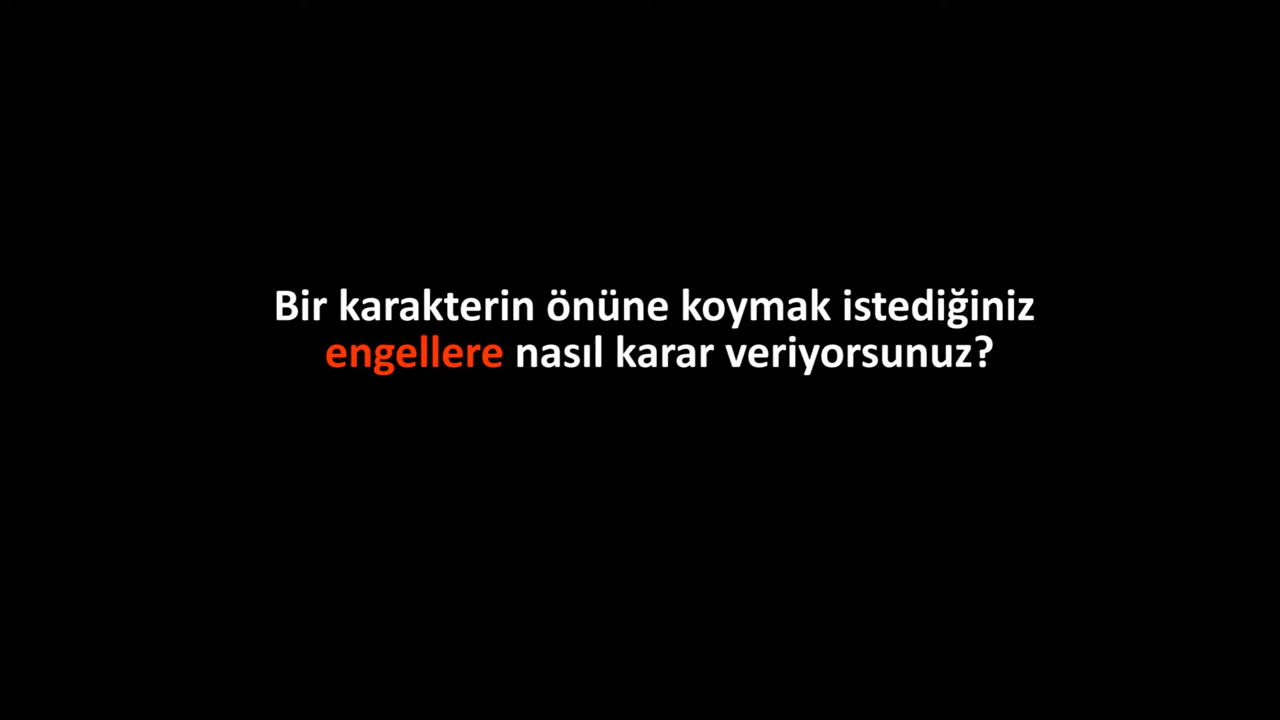 Bir karakterin önüne koymak istediğiniz
engellere nasıl karar veriyorsunuz?